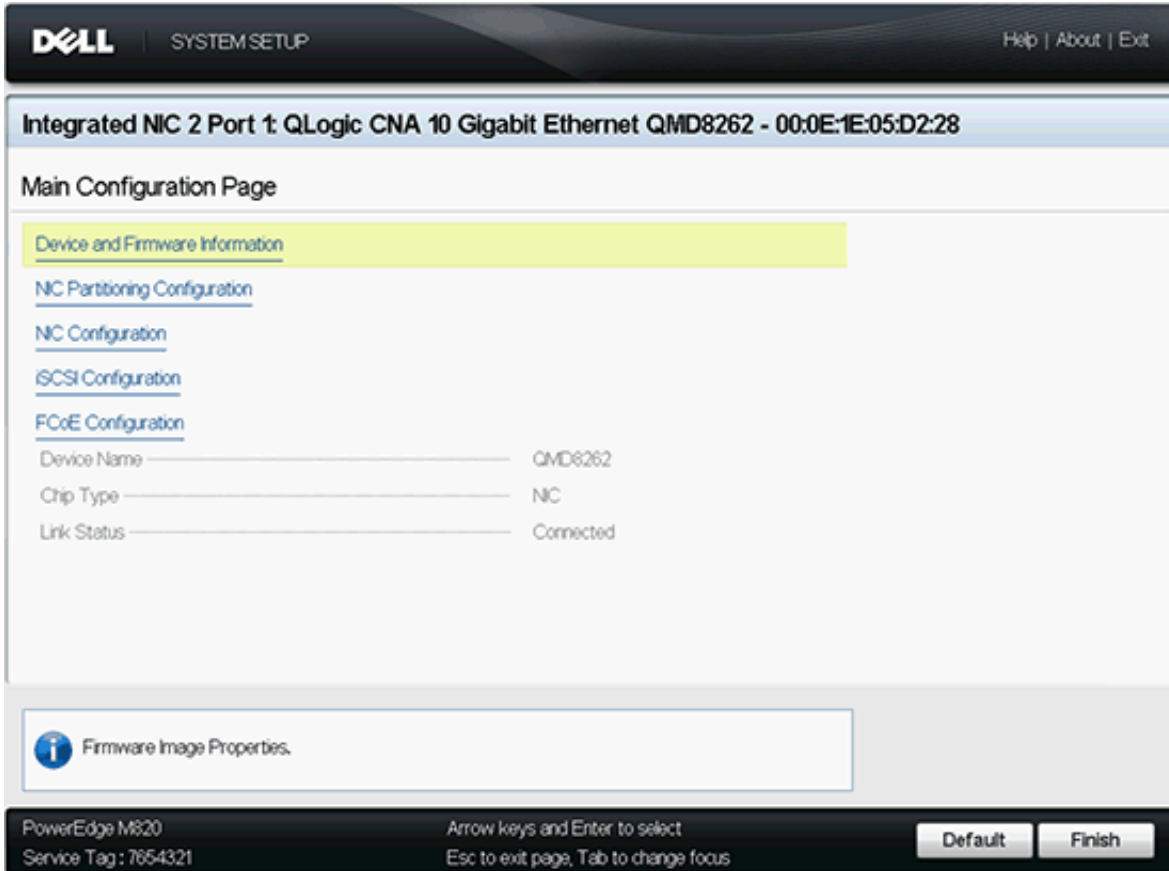 DELL SYSTEM SETUP Help | About | Exit
Integrated NIC 2 Port 1: QLogic CNA 10 Gigabit Ethernet QMD8262 - 00:0E:1E:05:D2:28
Main Configuration Page
Device and Firmware Information
NIC Partitioning Configuration
NIC Configuration
iSCSI Configuration
FCoE Configuration
Device Name QMD8262
Chip Type NIC
Link Status Connected
Firmware Image Properties.
PowerEdge M820 Arrow keys and Enter to select Default Finish
Service Tag : 7654321 Esc to exit page, Tab to change focus